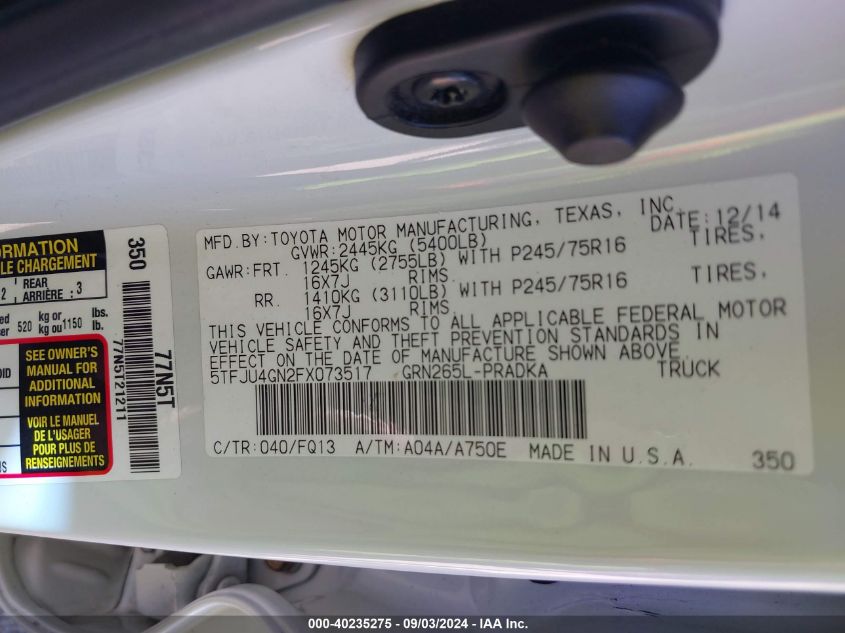 MFD.BY:TOYOTA MOTOR MANUFACTURING, TEXAS, INC.
DATE:12/14
GVWR:2445KG (5400LB)
GAWR:FRT. 1245KG (2755LB) WITH P245/75R16 TIRES,
16X7J RIMS.
RR. 1410KG (3110LB) WITH P245/75R16 TIRES,
16X7J RIMS.
THIS VEHICLE CONFORMS TO ALL APPLICABLE FEDERAL MOTOR
VEHICLE SAFETY AND THEFT PREVENTION STANDARDS IN
EFFECT ON THE DATE OF MANUFACTURE SHOWN ABOVE.
5TFJU4GN2FX073517 GRN265L-PRADKA TRUCK
C/TR:040/FQ13 A/TM:A04A/A750E MADE IN U.S.A.
350
LE CHARGEMENT
2 REAR
ARRIÈRE : 3
520 kg or 1150 lb.
kg ou lb.
SEE OWNER'S
MANUAL FOR
ADDITIONAL
INFORMATION
VOIR LE MANUEL
DE L'USAGER
POUR PLUS DE
RENSEIGNEMENTS
350
77N5T21211
77N5T
000-40235275 - 09/03/2024 - IAA Inc.